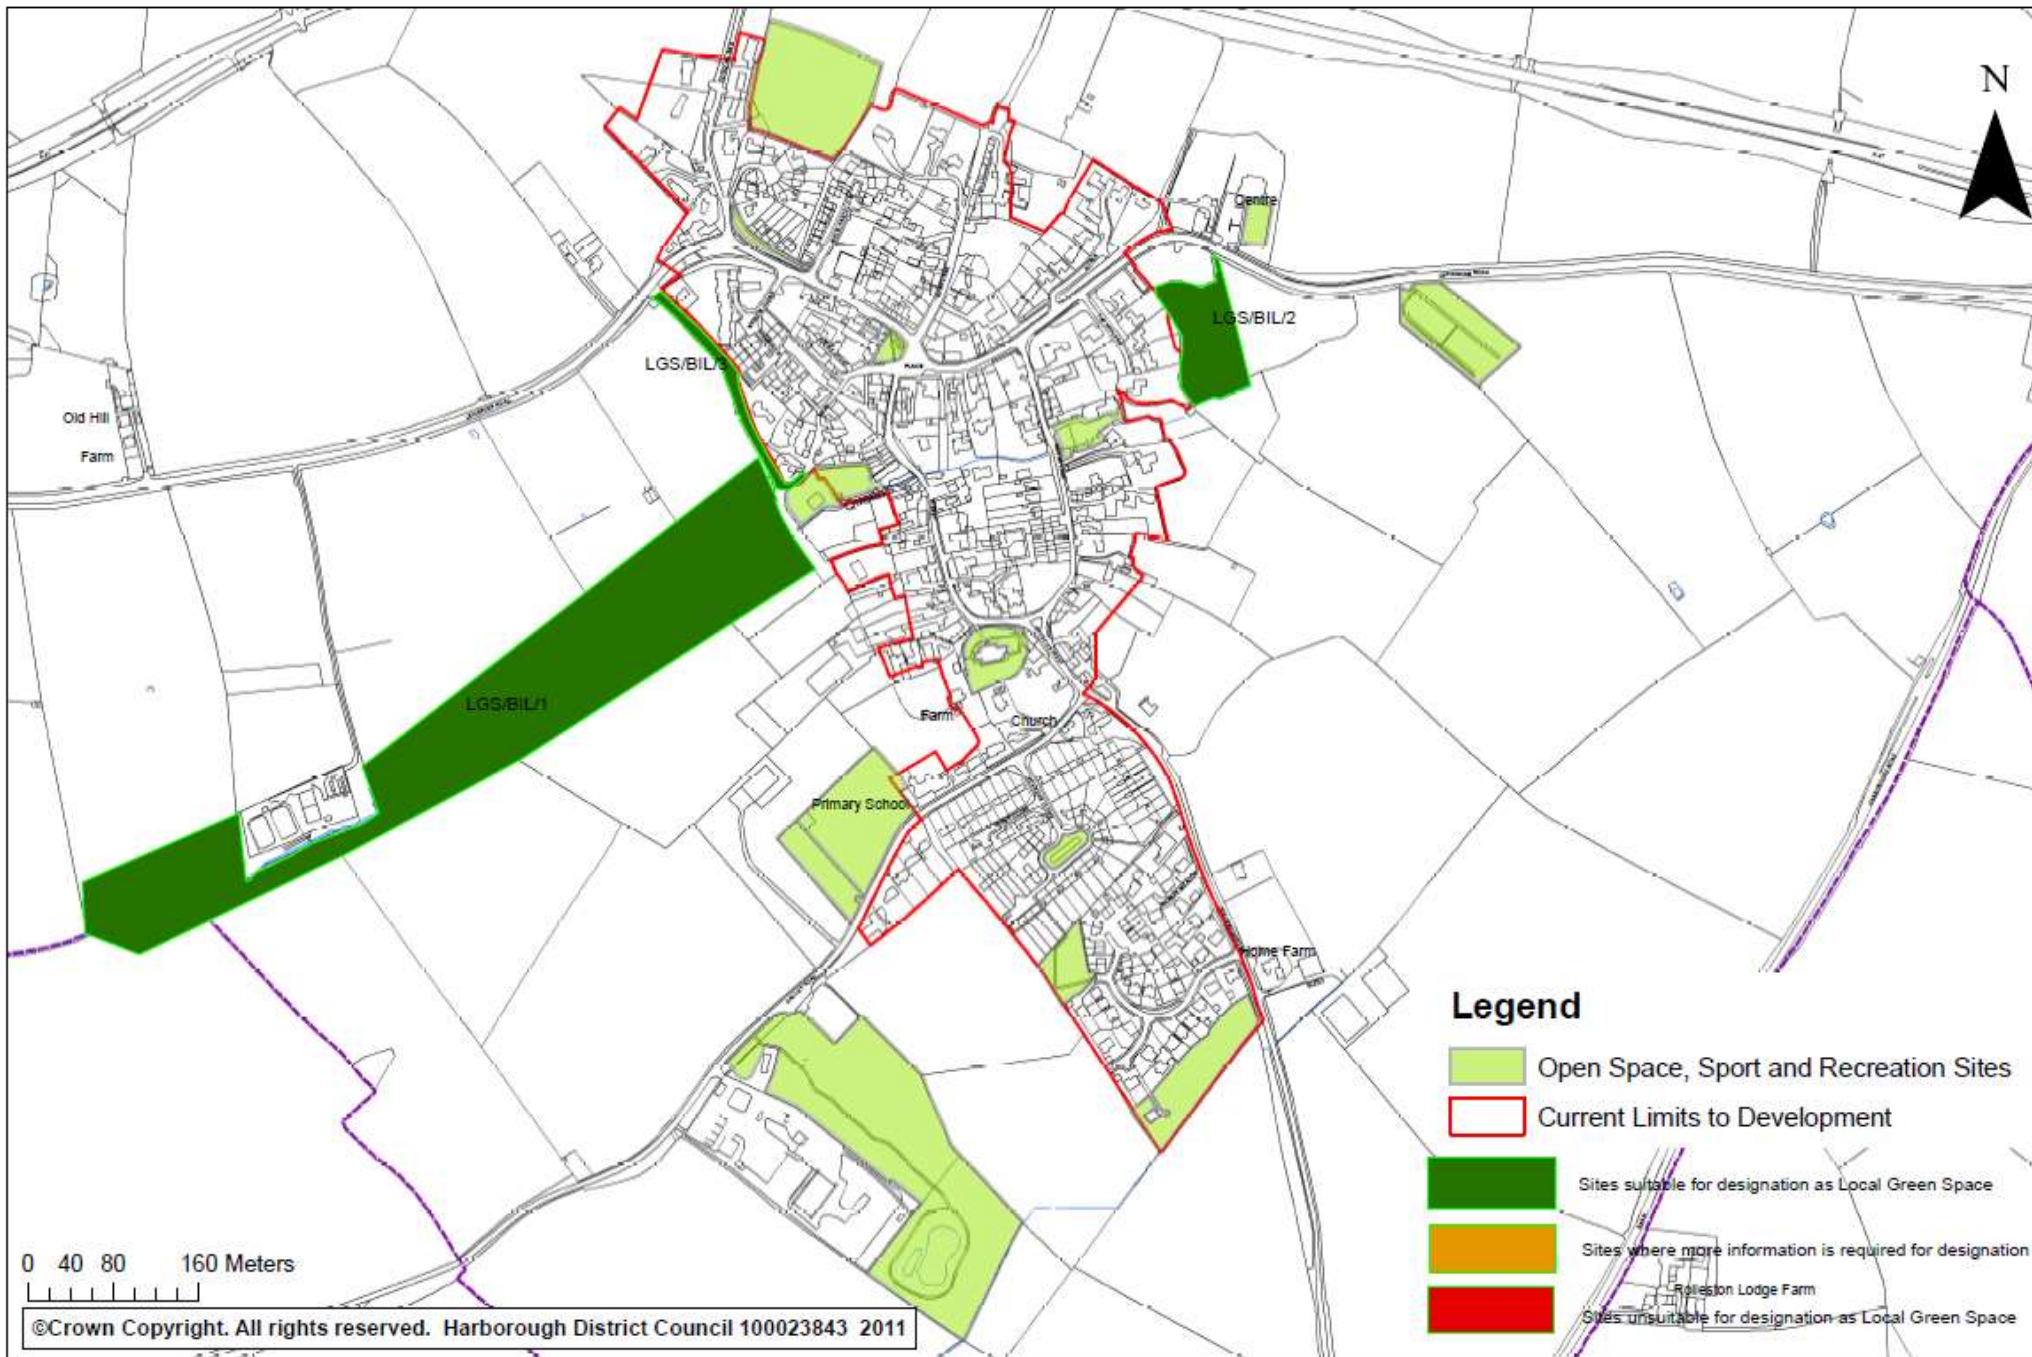 N
Centre
LGS/BIL/2
LGS/BIL/3
PLACE
Old Hill
Farm
LGS/BIL/1
Farm
Church
Primary School
Home Farm
Legend
Open Space, Sport and Recreation Sites
Current Limits to Development
Sites suitable for designation as Local Green Space
Sites where more information is required for designation
Rolleston Lodge Farm
Sites unsuitable for designation as Local Green Space
0 40 80 160 Meters
©Crown Copyright. All rights reserved. Harborough District Council 100023843 2011